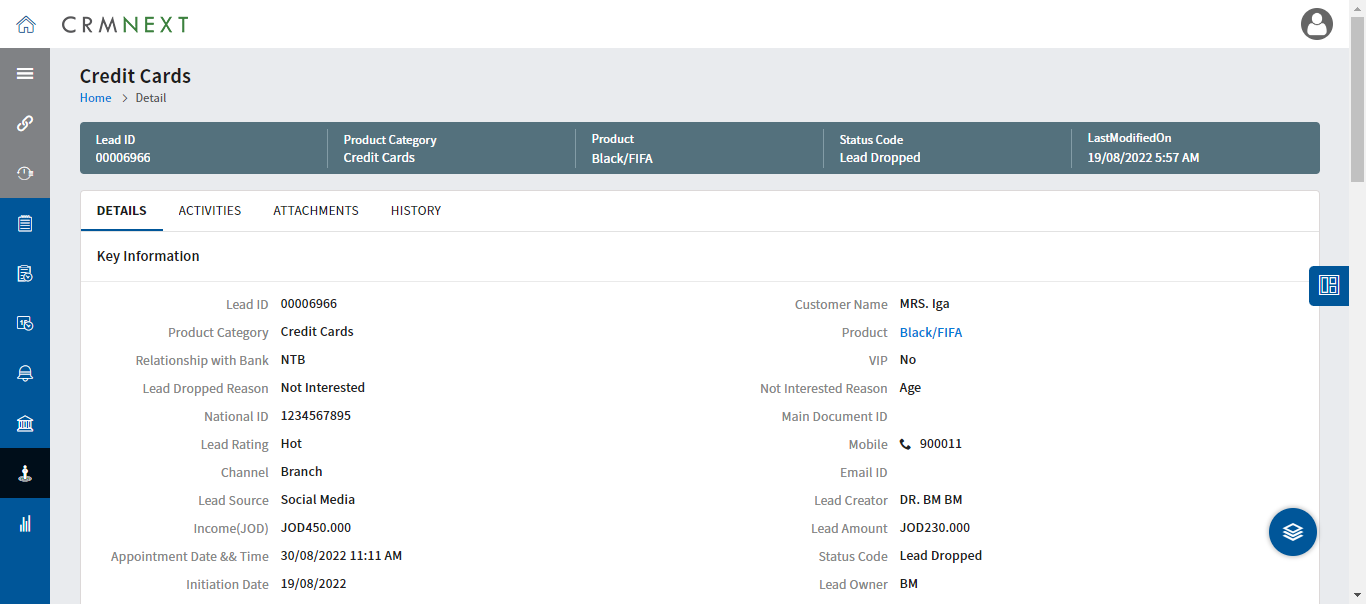 CRMNEXT
Credit Cards
Home > Detail
Lead ID
00006966
Product Category
Credit Cards
Product
Black/FIFA
Status Code
Lead Dropped
LastModifiedOn
19/08/2022 5:57 AM
DETAILS ACTIVITIES ATTACHMENTS HISTORY
Key Information
Lead ID 00006966 Customer Name MRS. Iga
Product Category Credit Cards Product Black/FIFA
Relationship with Bank NTB VIP No
Lead Dropped Reason Not Interested Not Interested Reason Age
National ID 1234567895 Main Document ID
Lead Rating Hot Mobile 900011
Channel Branch Email ID
Lead Source Social Media Lead Creator DR. BM BM
Income(JOD) JOD450.000 Lead Amount JOD230.000
Appointment Date && Time 30/08/2022 11:11 AM Status Code Lead Dropped
Initiation Date 19/08/2022 Lead Owner BM